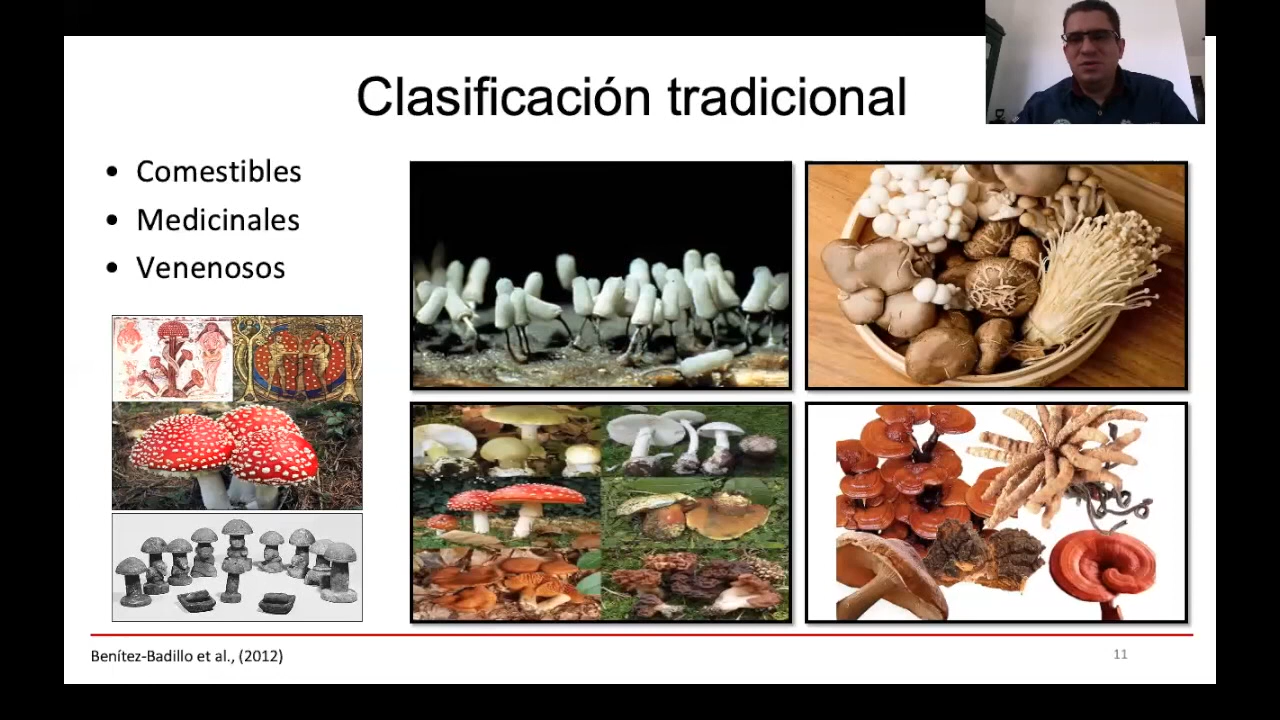 Clasificación tradicional
• Comestibles
• Medicinales
• Venenosos
Benítez-Badillo et al., (2012)
11